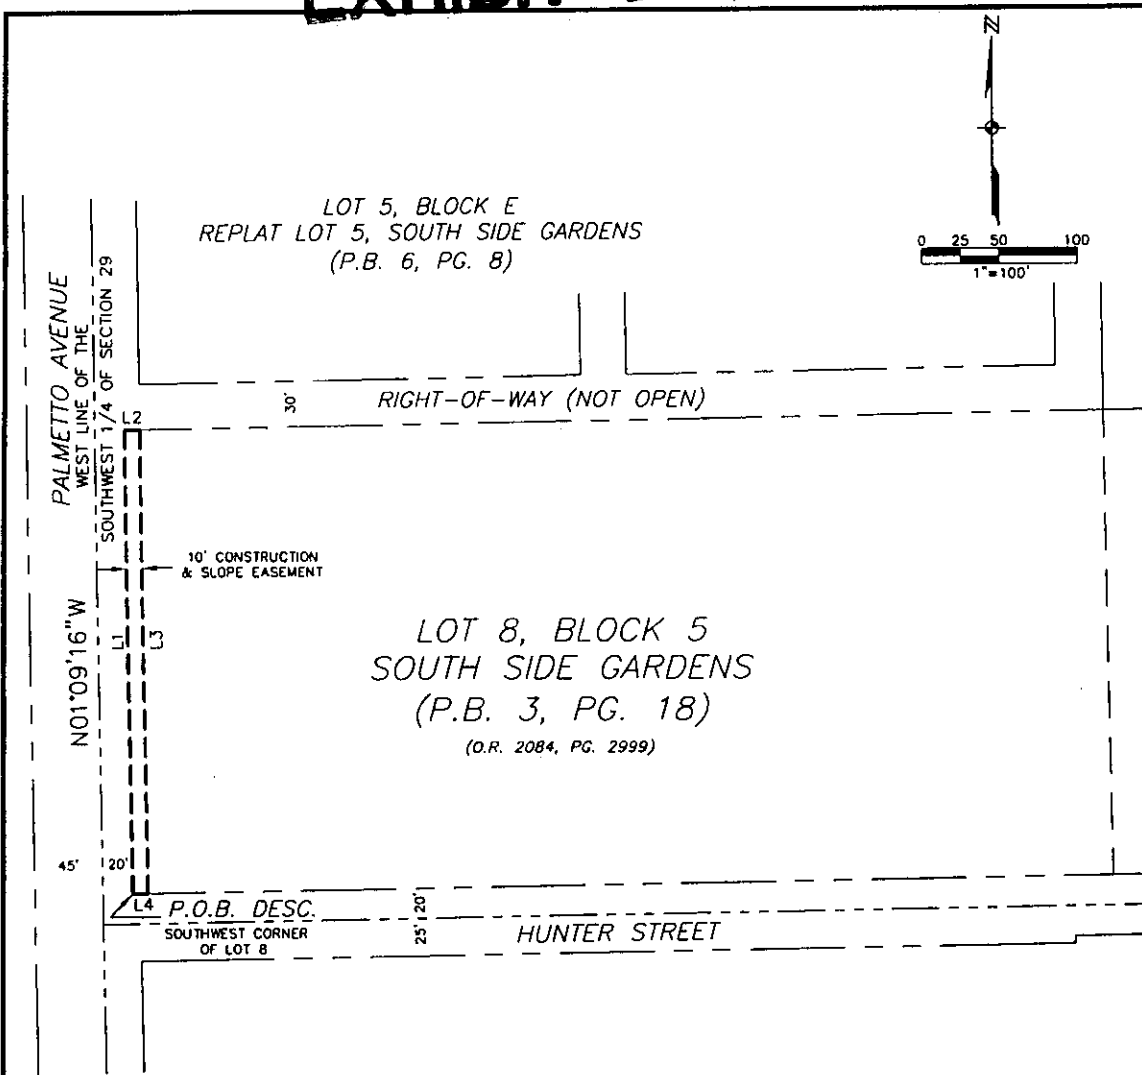 N
LOT 5, BLOCK E
REPLAT LOT 5, SOUTH SIDE GARDENS
(P.B. 6, PG. 8)
0 25 50 100
1"=100'
PALMETTO AVENUE
WEST LINE OF THE
SOUTHWEST 1/4 OF SECTION 29
30'
RIGHT-OF-WAY (NOT OPEN)
L2
10' CONSTRUCTION
& SLOPE EASEMENT
N01°09'16"W
L1
L3
LOT 8, BLOCK 5
SOUTH SIDE GARDENS
(P.B. 3, PG. 18)
(O.R. 2084, PG. 2999)
45' 20'
L4
P.O.B. DESC.
SOUTHWEST CORNER
OF LOT 8
25' 20'
HUNTER STREET